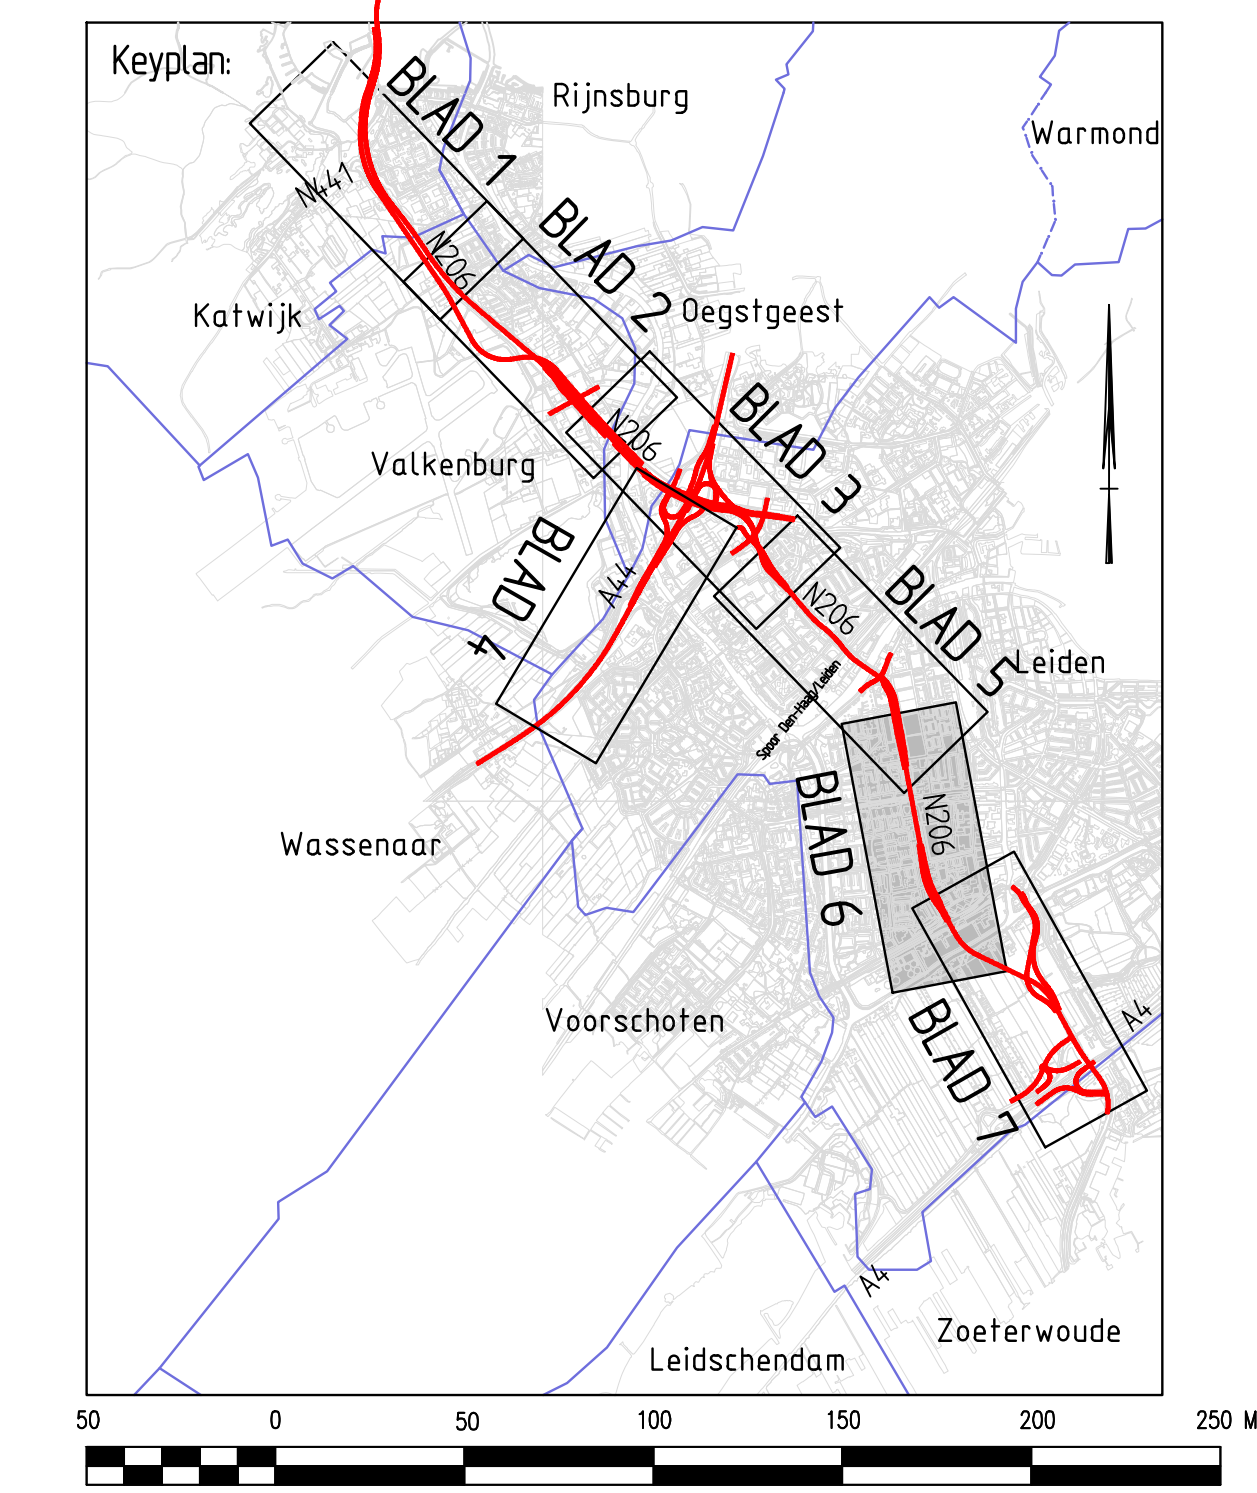 Keyplan:
BLAD 1
Rijnsburg
Warmond
N441
BLAD 2
N206
Katwijk
Oegstgeest
BLAD 3
N206
Valkenburg
BLAD 4
A44
N206
BLAD 5
Leiden
Spoor Den-Haag/Leiden
BLAD 6
N206
Wassenaar
Voorschoten
BLAD 7
A4
A4
Zoeterwoude
Leidschendam
50 0 50 100 150 200 250 M